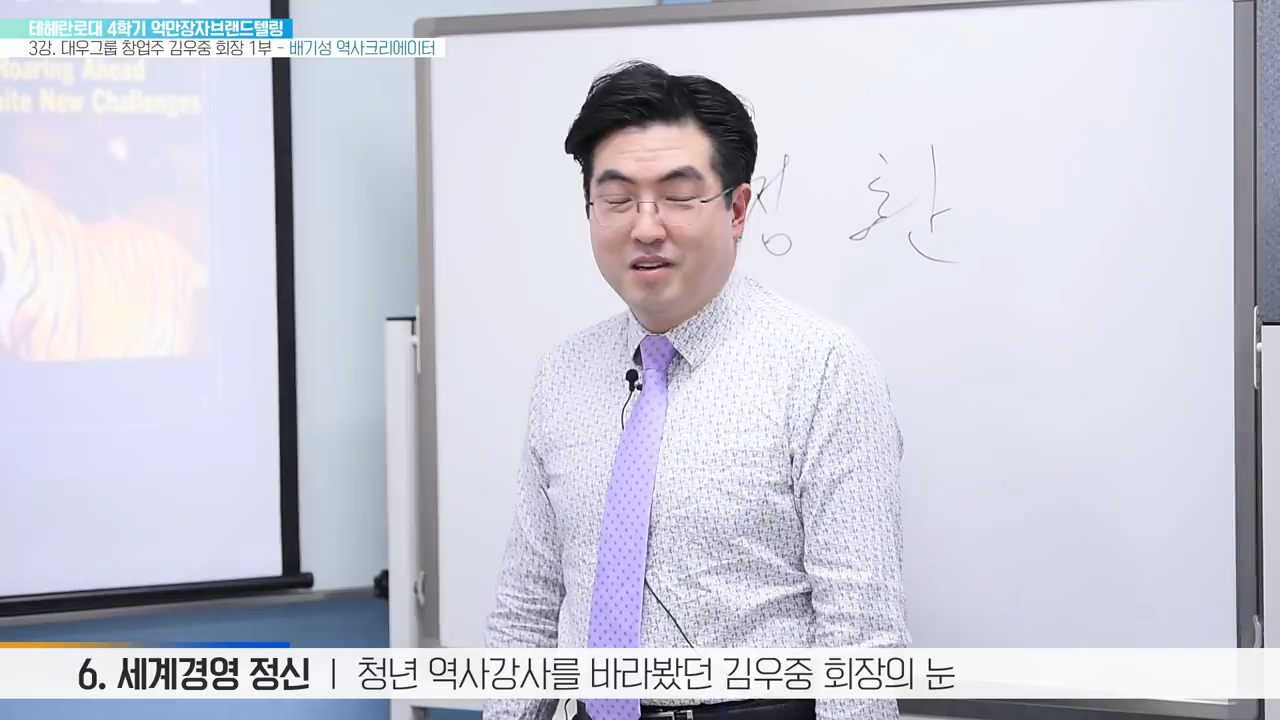 테헤란로대 4학기 억만장자브랜드텔링
3강. 대우그룹 창업주 김우중 회장 1부 - 배기성 역사크리에이터
Roaring Ahead
New Challenges
환
6. 세계경영 정신 | 청년 역사강사를 바라봤던 김우중 회장의 눈